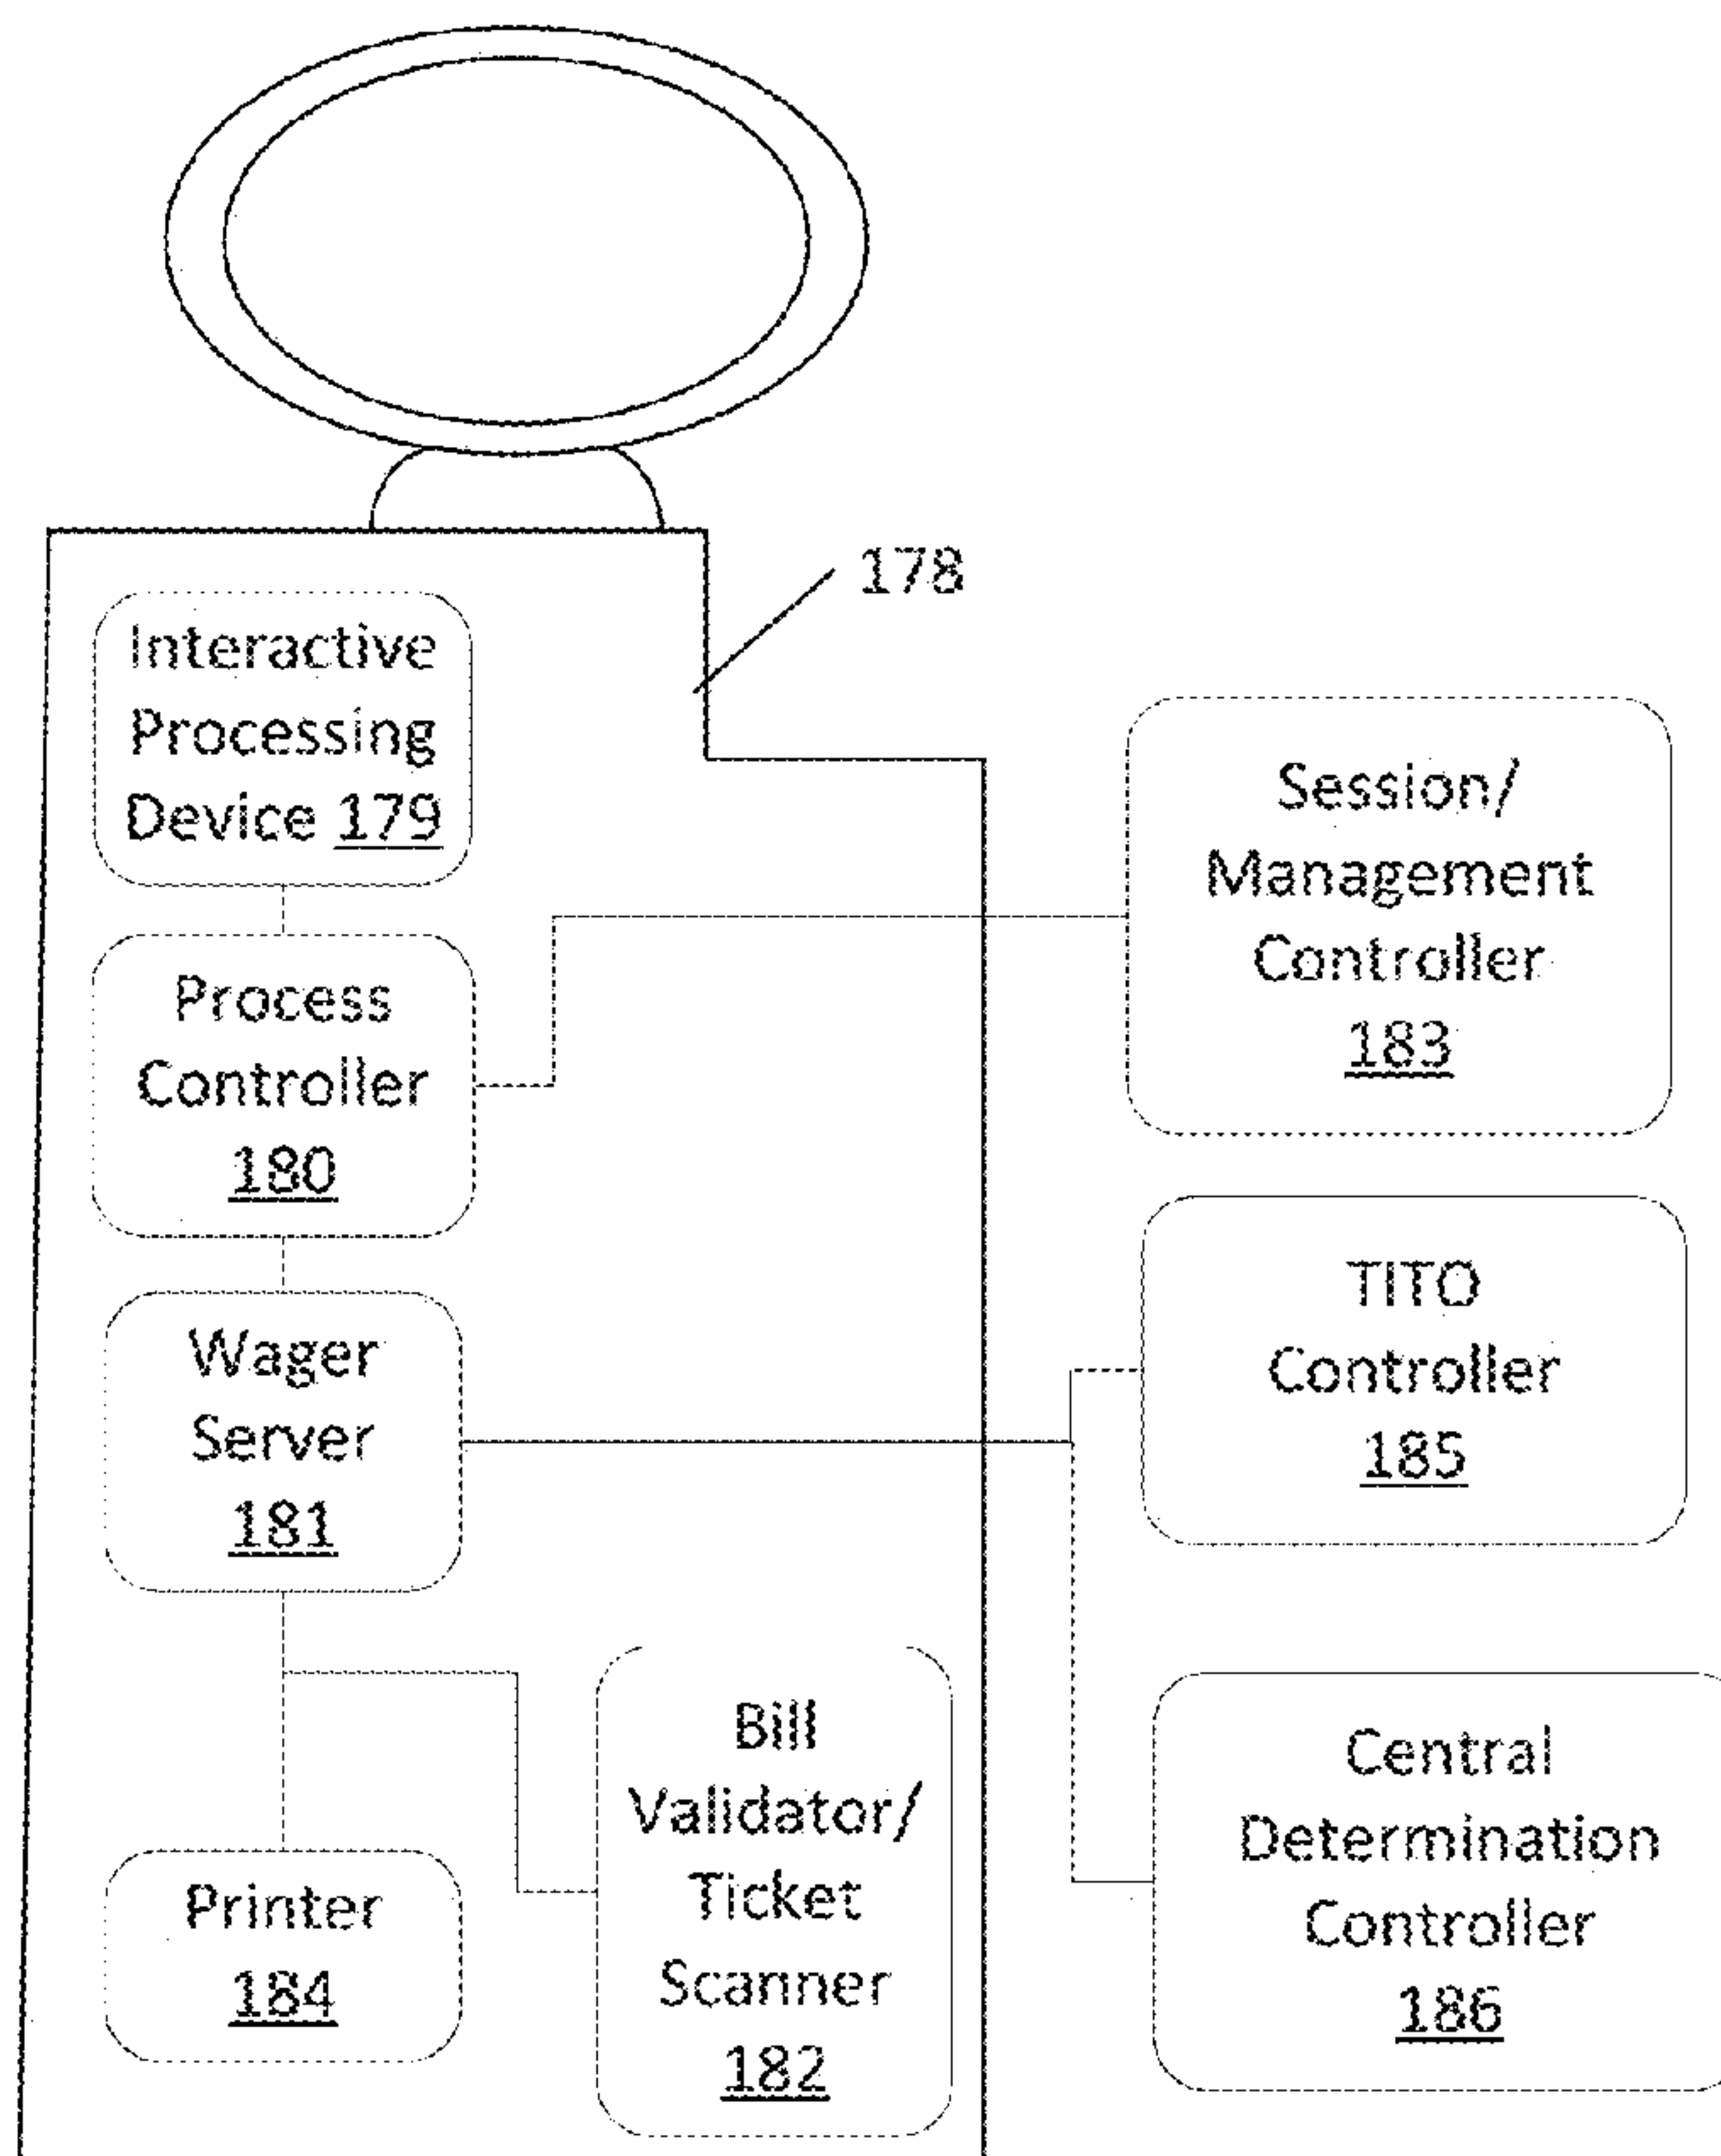 178
Interactive
Processing
Device 179
Process
Controller
180
Wager
Server
181
Printer
184
Bill
Validator/
Ticket
Scanner
182
Session/
Management
Controller
183
TITO
Controller
185
Central
Determination
Controller
186